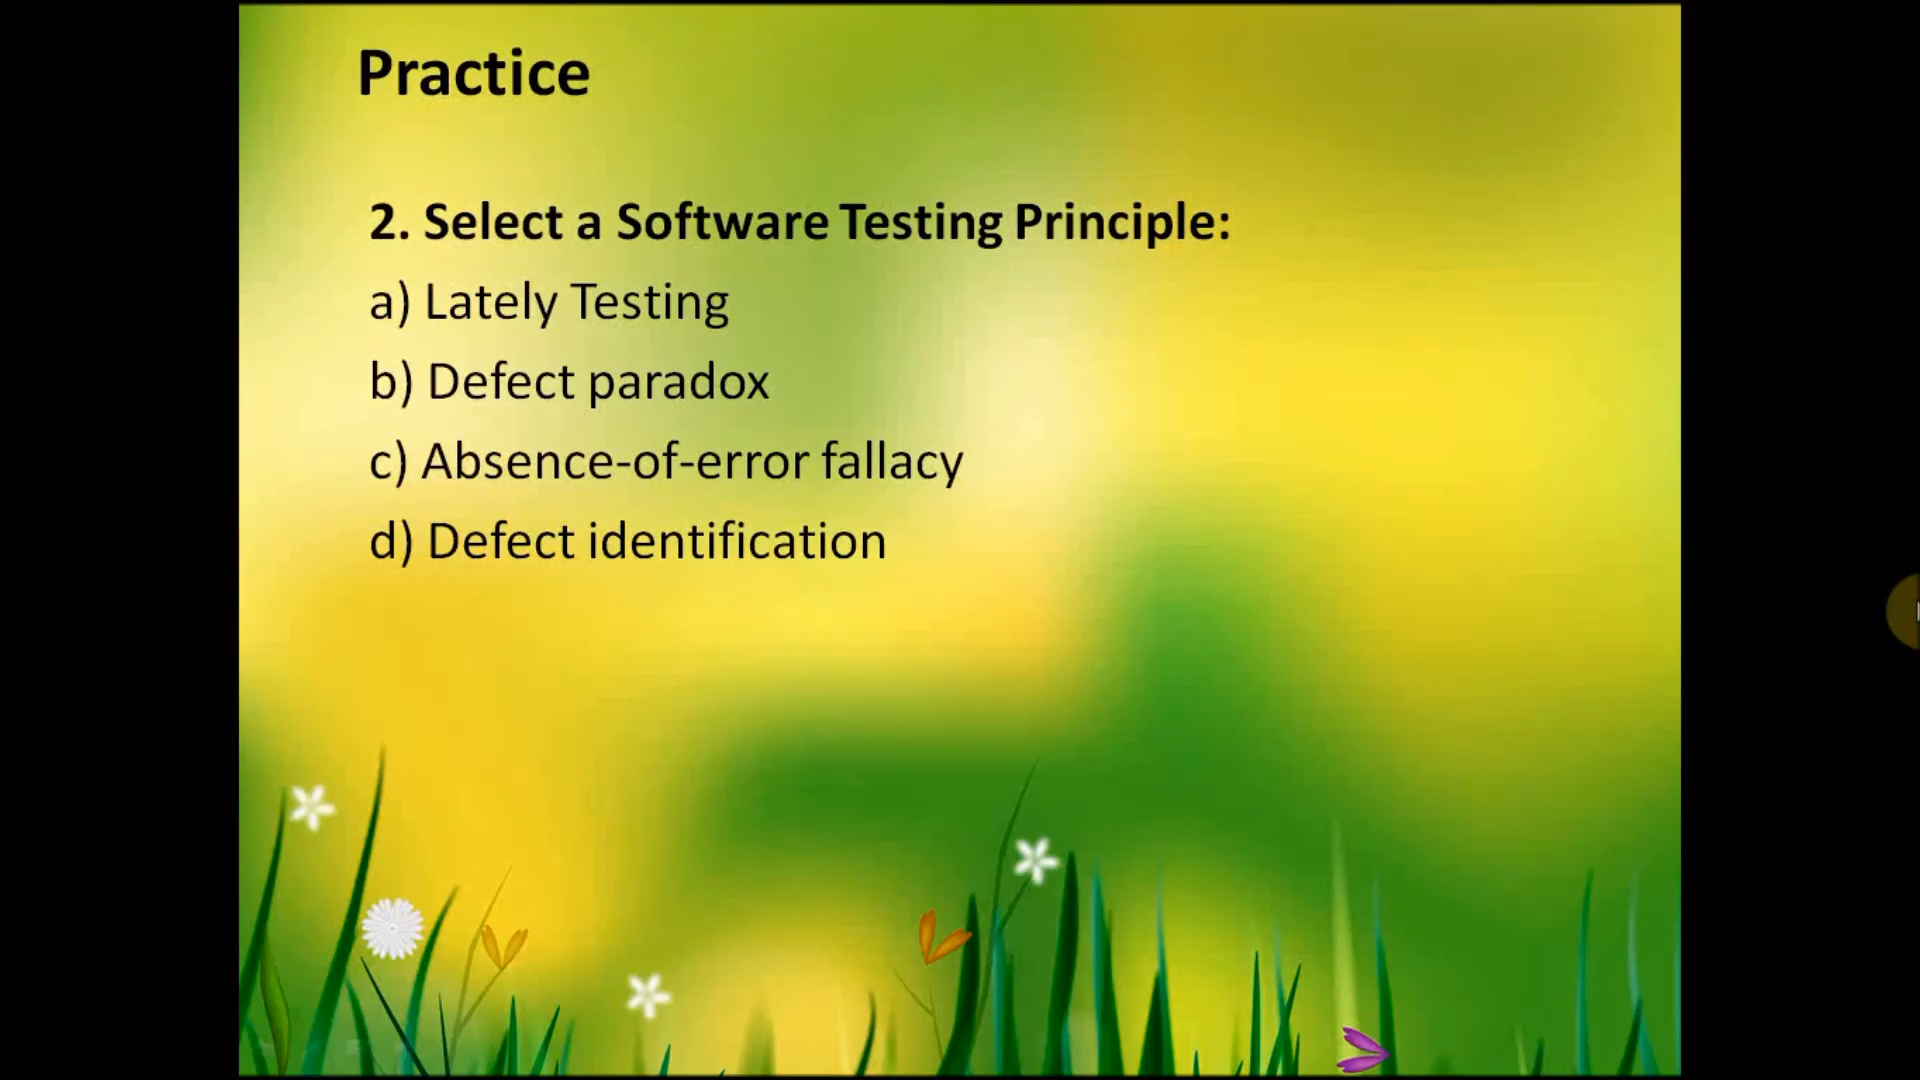 Practice
2. Select a Software Testing Principle:
a) Lately Testing
b) Defect paradox
c) Absence-of-error fallacy
d) Defect identification